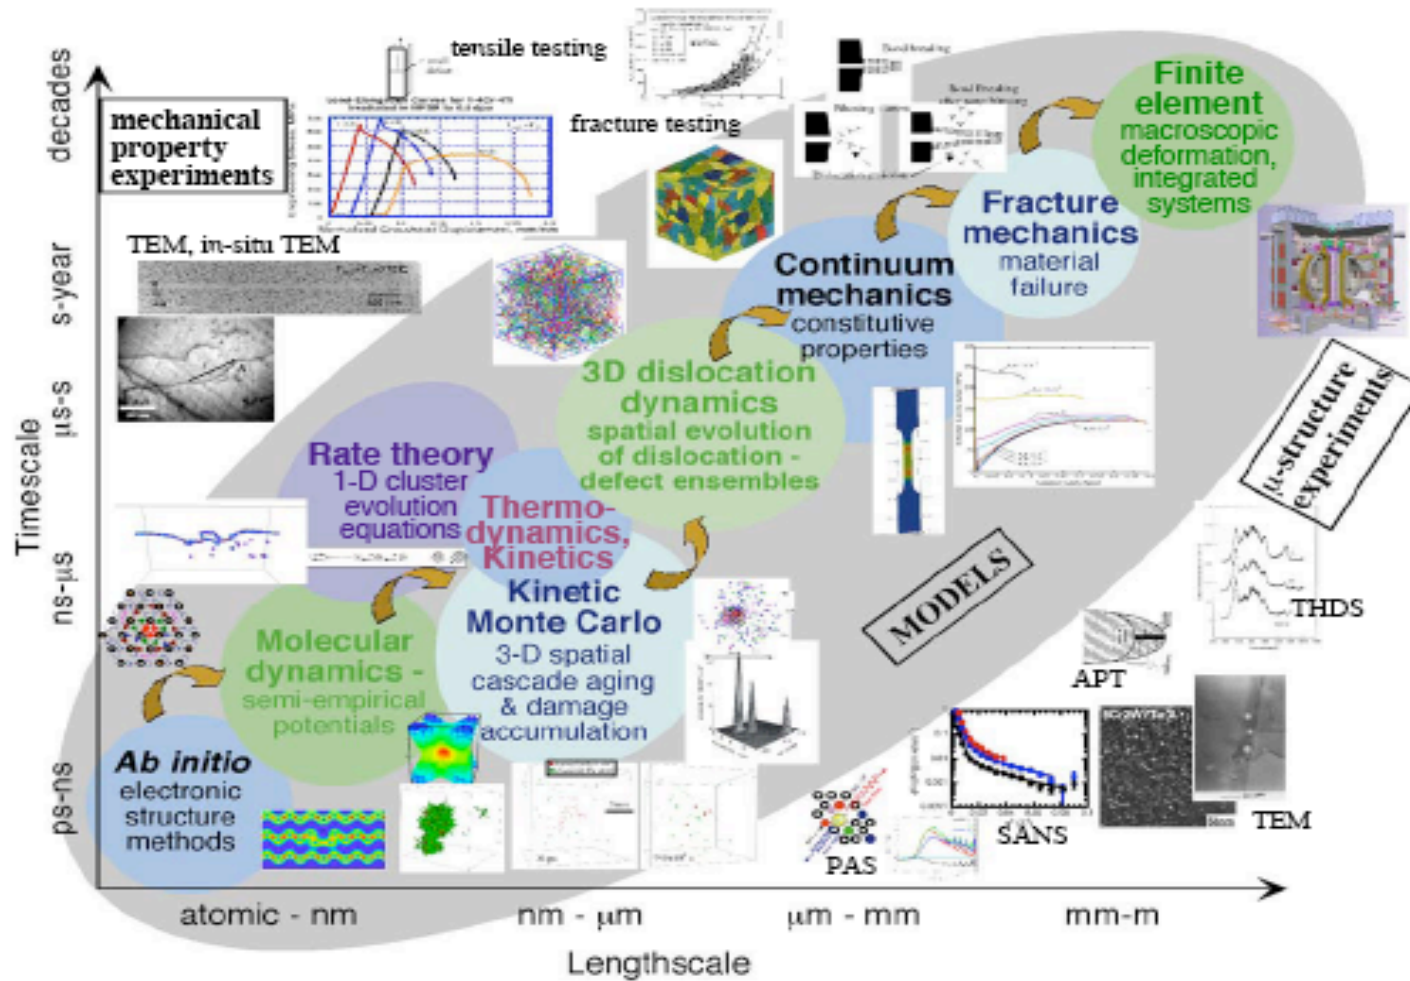 tensile testing
fracture testing
mechanical
property
experiments
TEM, in-situ TEM
Finite
element
macroscopic
deformation,
integrated
systems
Fracture
mechanics
material
failure
Continuum
mechanics
constitutive
properties
3D dislocation
dynamics
spatial evolution
of dislocation -
defect ensembles
Rate theory
1-D cluster
evolution
equations
Thermo-
dynamics,
Kinetics
Kinetic
Monte Carlo
3-D spatial
cascade aging
& damage
accumulation
Molecular
dynamics -
semi-empirical
potentials
Ab initio
electronic
structure
methods
MODELS
μ-structure
experiments
THDS
APT
SANS
TEM
PAS
Timescale
decades
s-year
μs-s
ns-μs
ps-ns
atomic - nm
nm - μm
μm - mm
mm-m
Lengthscale